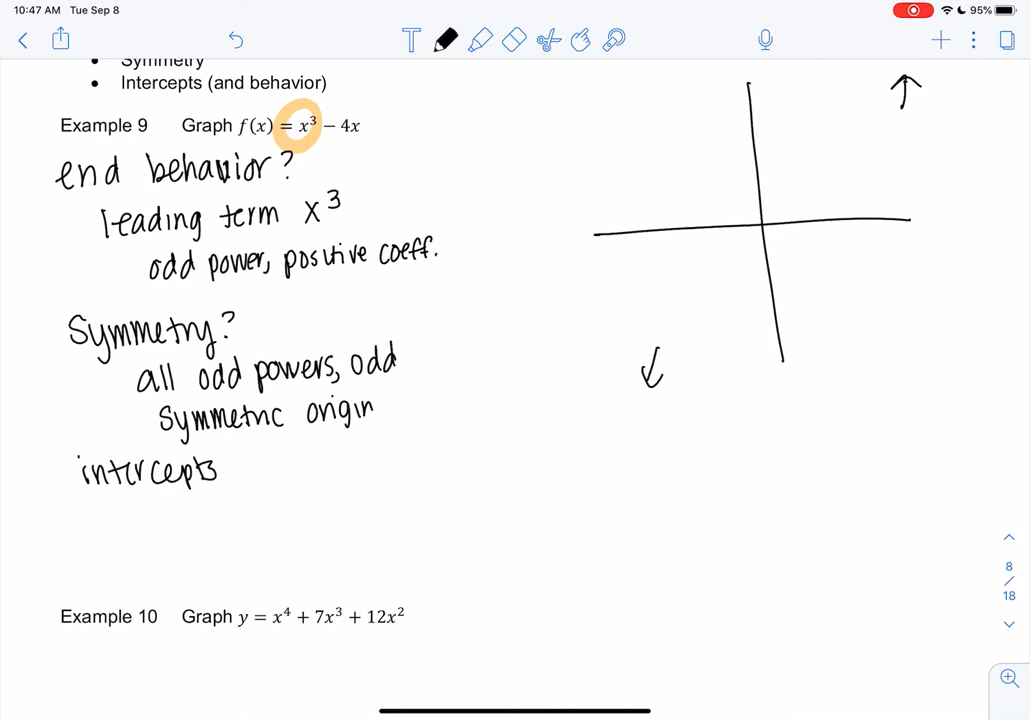 10:47 AM Tue Sep 8
95%
• Symmetry
• Intercepts (and behavior)
Example 9 Graph f(x) = x³ − 4x
end behavior?
leading term x³
odd power, positive coeff.
Symmetry?
all odd powers, odd
Symmetric origin
intercepts
8
/
18
Example 10 Graph y = x⁴ + 7x³ + 12x²